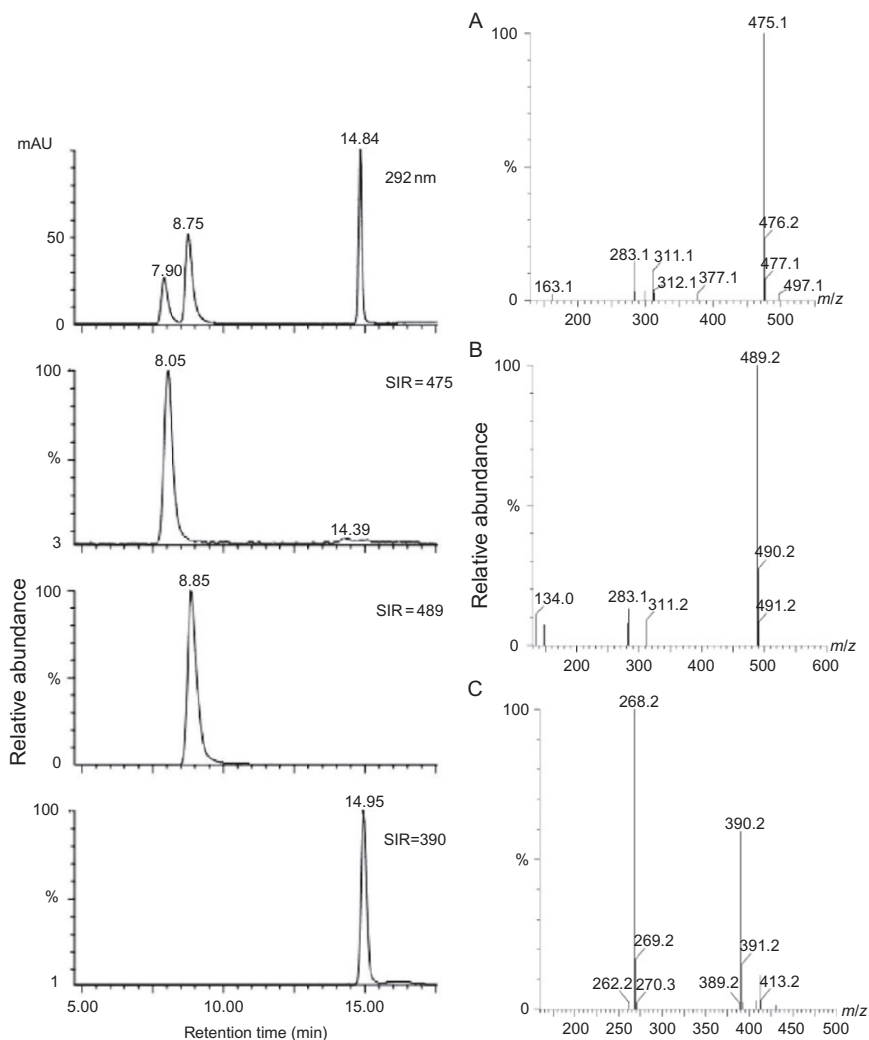 mAU
14.84
292 nm
8.75
50
7.90
0
8.05
100
SIR = 475
%
14.39
3
8.85
100
SIR = 489
%
0
14.95
100
SIR=390
%
1
5.00 10.00 15.00
Retention time (min)
Relative abundance
A
475.1
100
%
476.2
283.1 311.1
477.1
163.1 312.1 377.1 497.1
0 m/z
200 300 400 500
B
489.2
100
Relative abundance
%
490.2
134.0 283.1 311.2 491.2
0 m/z
200 300 400 500 600
C
268.2
100
390.2
%
269.2 391.2
262.2 270.3 389.2 413.2
0 m/z
200 250 300 350 400 450 500